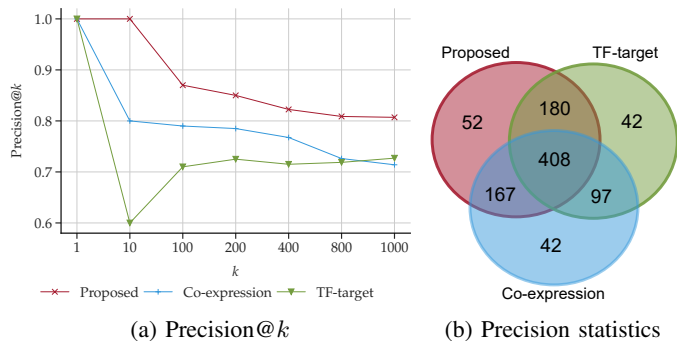 1.0
0.9
0.8
0.7
0.6
Precision@k
1 10 100 200 400 800 1000
k
Proposed Co-expression TF-target
(a) Precision@k
Proposed TF-target
52 180 42
408
167 97
42
Co-expression
(b) Precision statistics